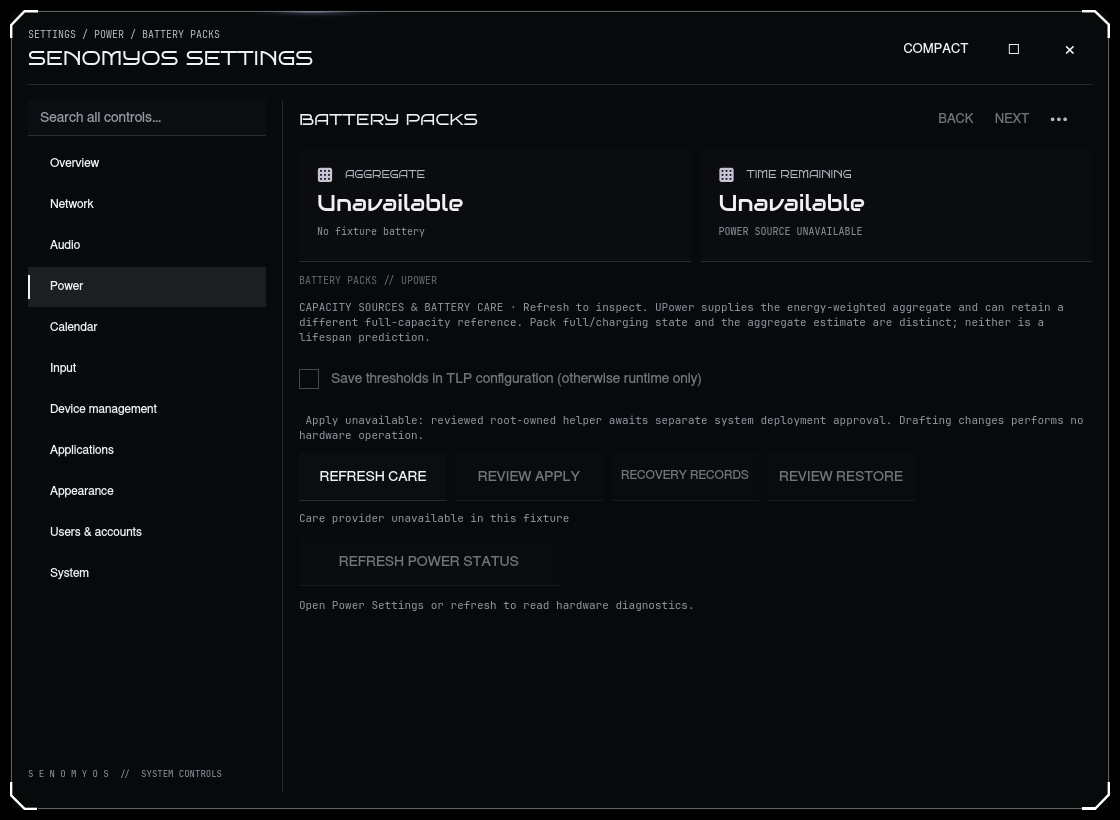 SETTINGS / POWER / BATTERY PACKS
SENOMYOS SETTINGS
COMPACT
Search all controls...
Overview
Network
Audio
Power
Calendar
Input
Device management
Applications
Appearance
Users & accounts
System
SENOMYOS // SYSTEM CONTROLS
BATTERY PACKS
BACK NEXT
AGGREGATE
Unavailable
No fixture battery
TIME REMAINING
Unavailable
POWER SOURCE UNAVAILABLE
BATTERY PACKS // UPOWER
CAPACITY SOURCES & BATTERY CARE · Refresh to inspect. UPower supplies the energy-weighted aggregate and can retain a
different full-capacity reference. Pack full/charging state and the aggregate estimate are distinct; neither is a
lifespan prediction.
Save thresholds in TLP configuration (otherwise runtime only)
Apply unavailable: reviewed root-owned helper awaits separate system deployment approval. Drafting changes performs no
hardware operation.
REFRESH CARE REVIEW APPLY RECOVERY RECORDS REVIEW RESTORE
Care provider unavailable in this fixture
REFRESH POWER STATUS
Open Power Settings or refresh to read hardware diagnostics.